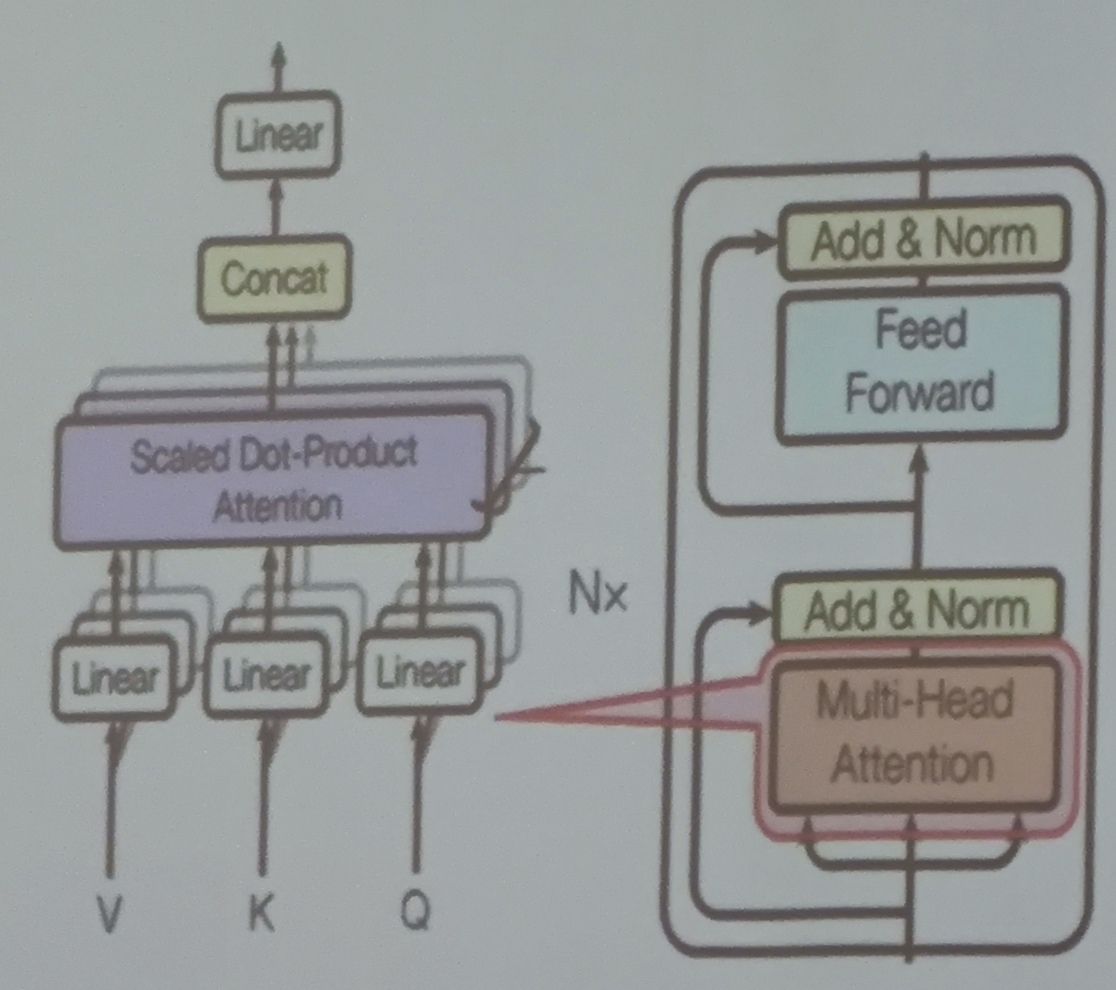 Linear
Concat
Scaled Dot-Product
Attention
Linear
Linear
Linear
V
K
Q
Nx
Add & Norm
Feed
Forward
Add & Norm
Multi-Head
Attention